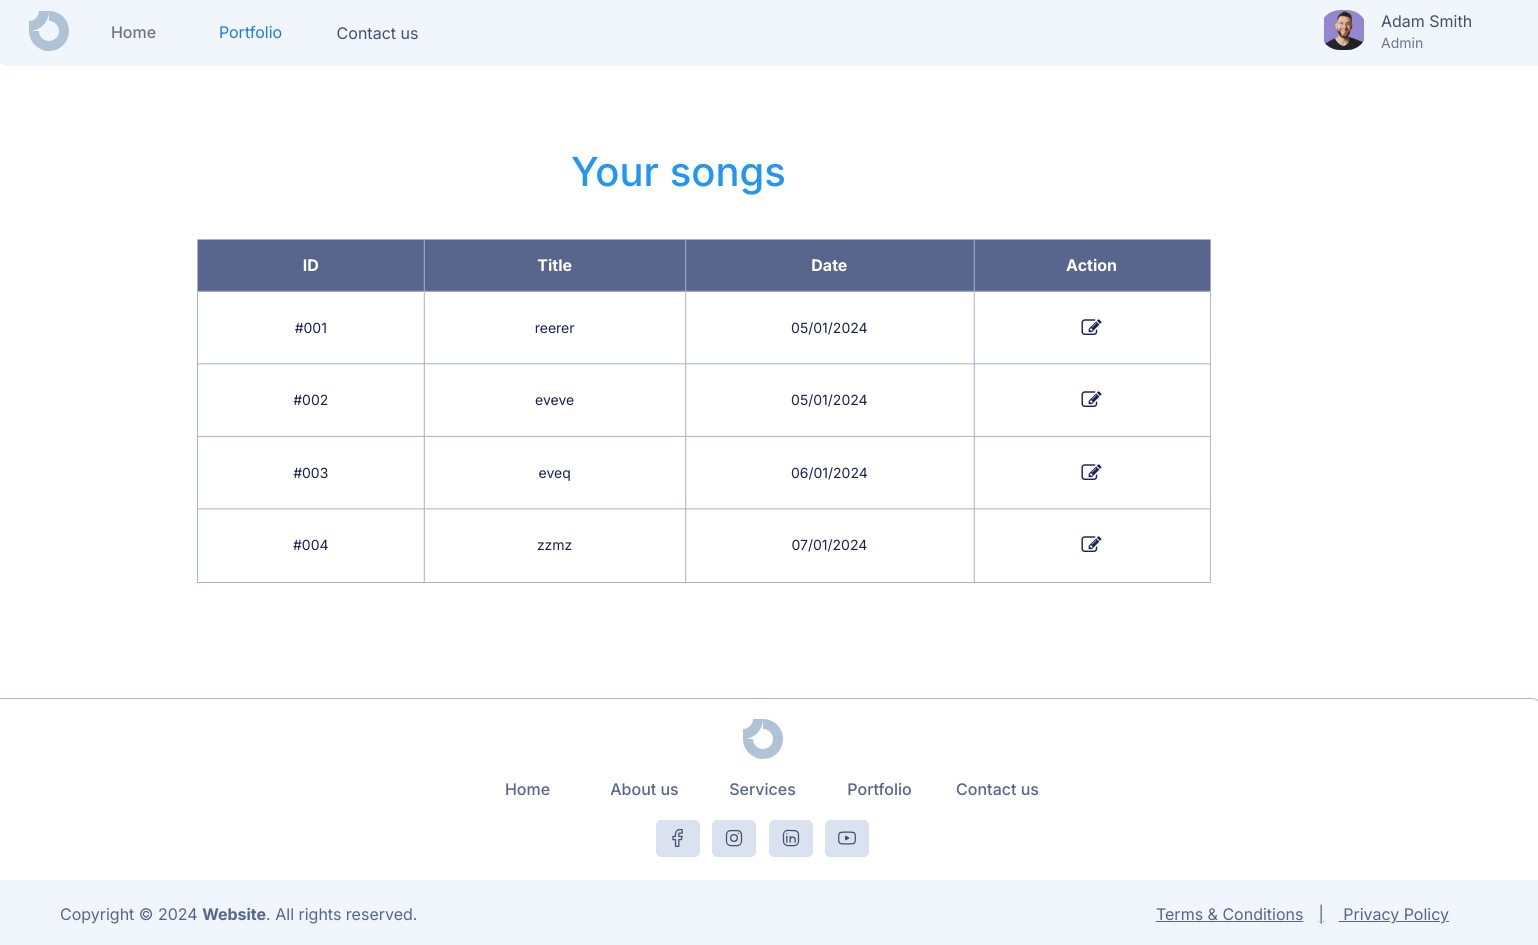 Home Portfolio Contact us
Adam Smith
Admin
Your songs
ID Title Date Action
#001 reerer 05/01/2024
#002 eveve 05/01/2024
#003 eveq 06/01/2024
#004 zzmz 07/01/2024
Home About us Services Portfolio Contact us
Copyright © 2024 Website. All rights reserved.
Terms & Conditions | Privacy Policy